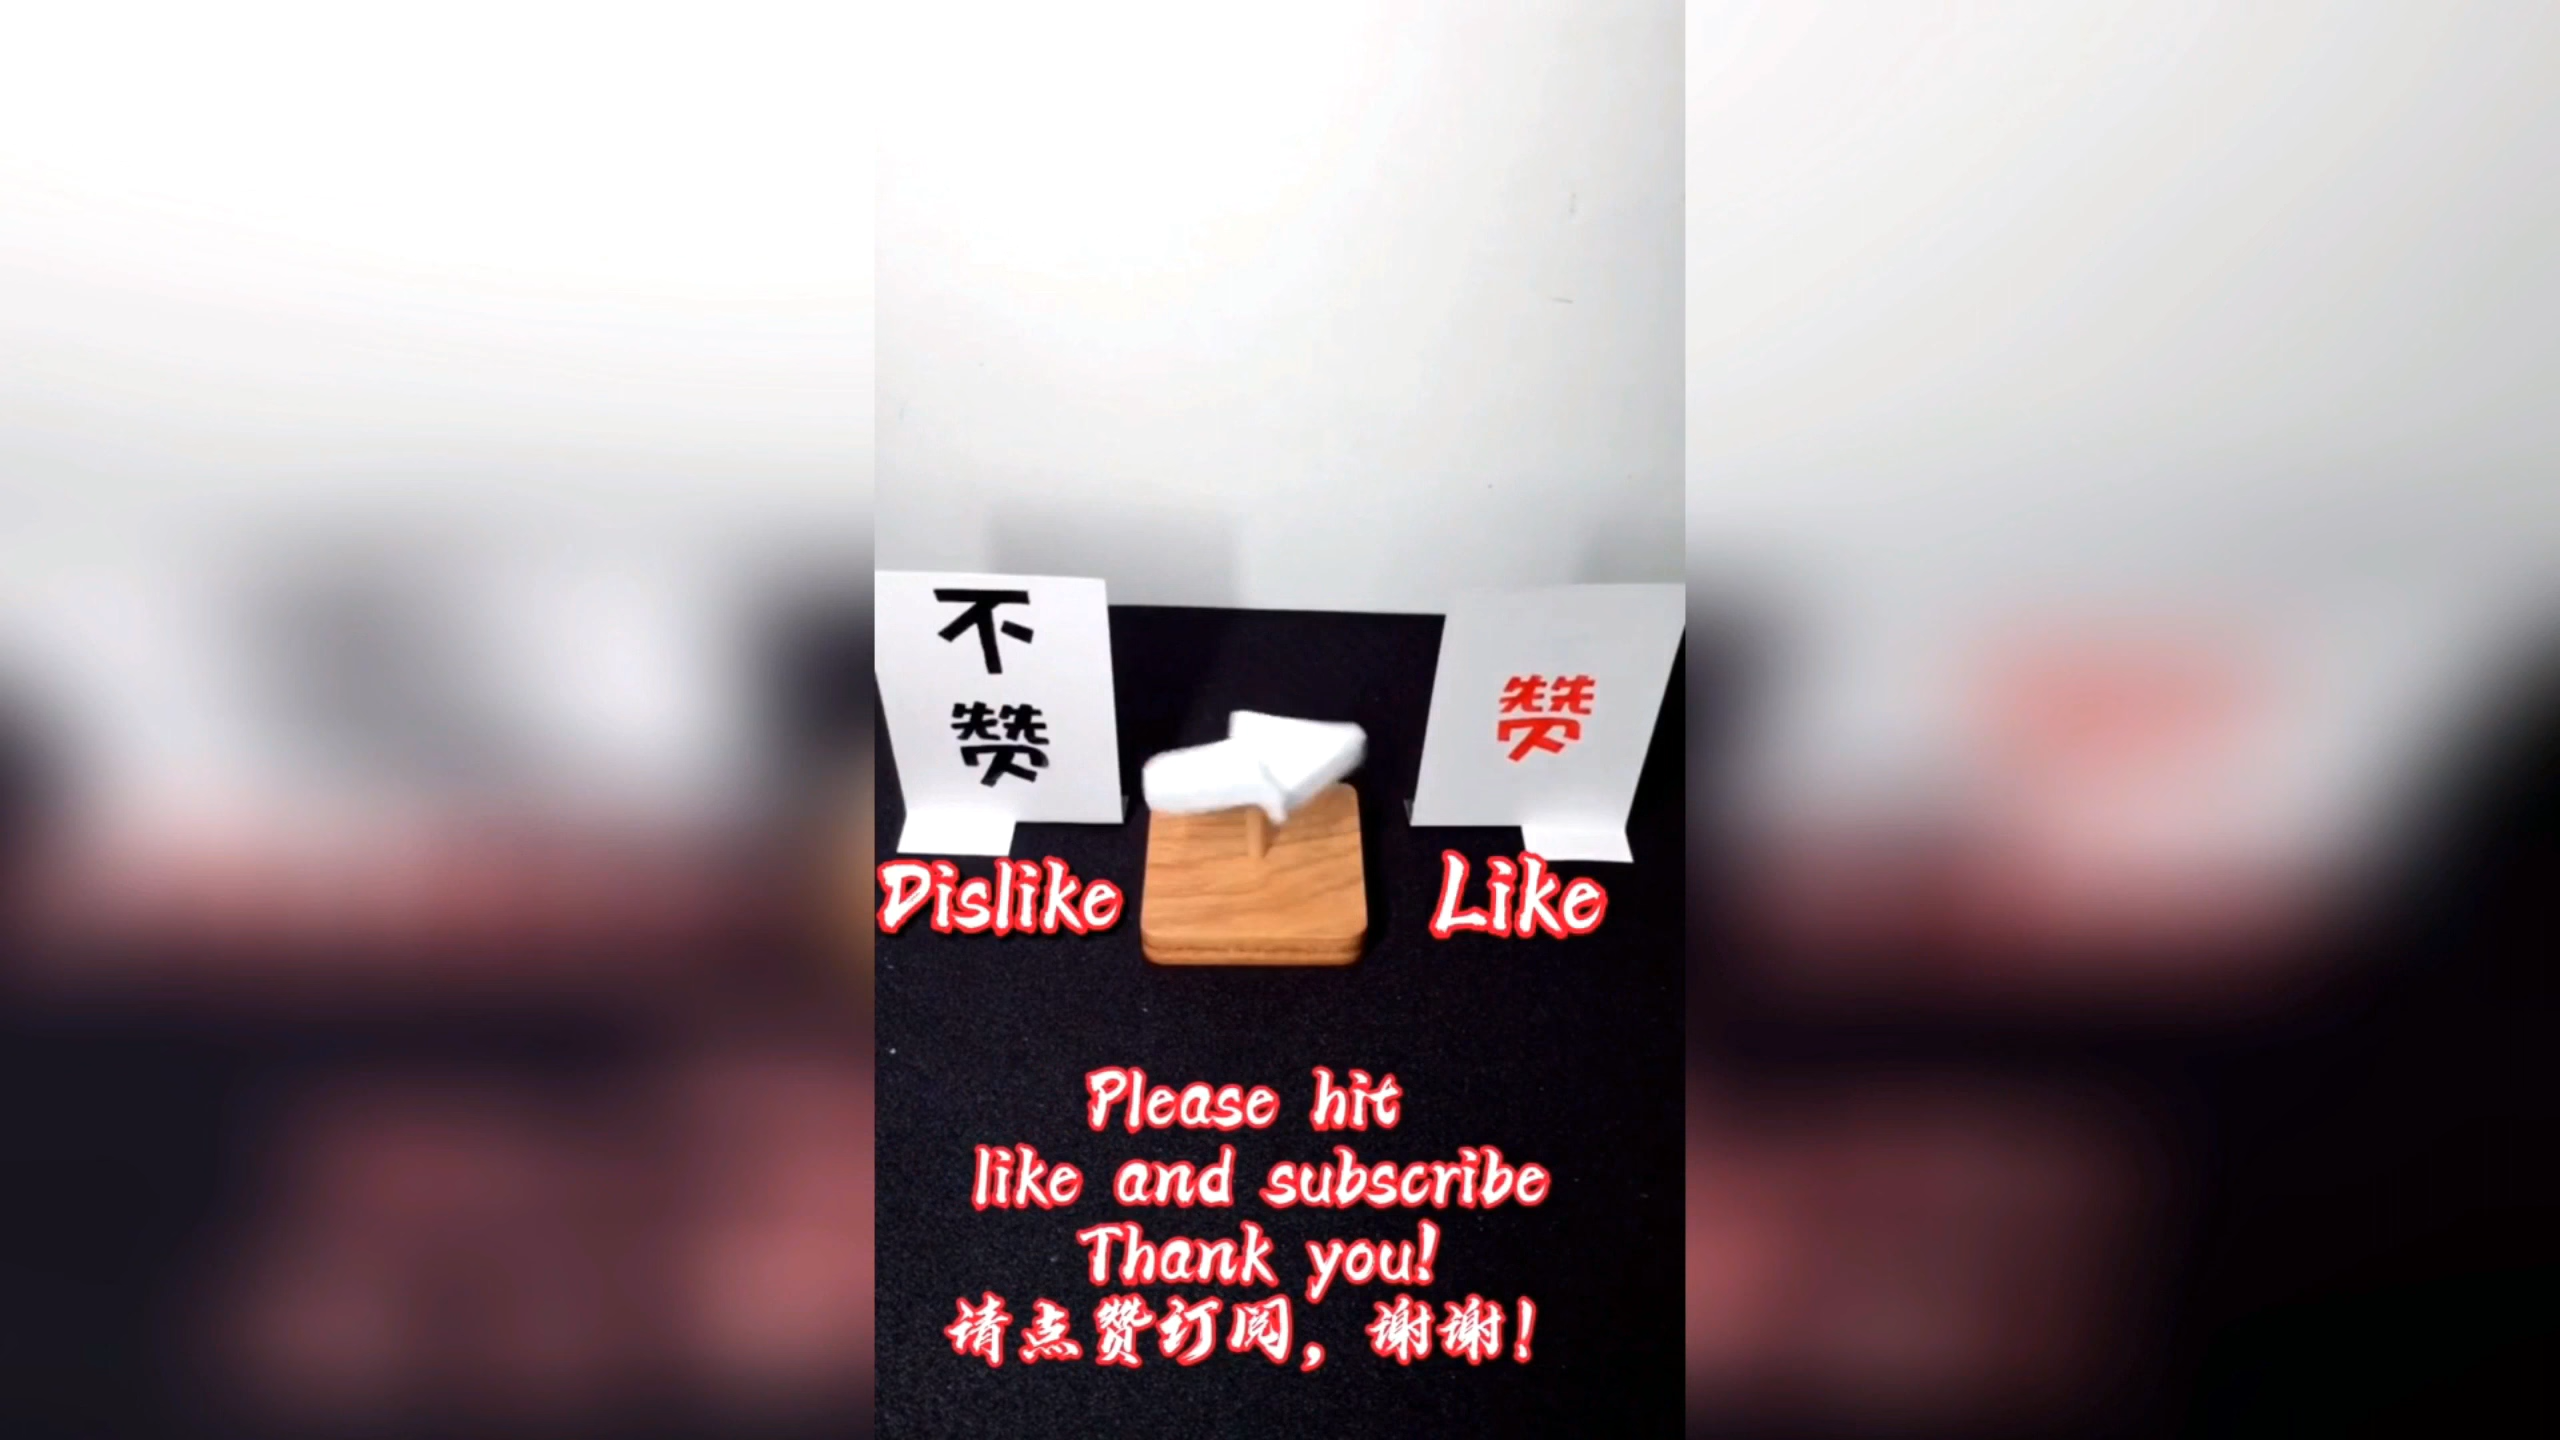 不
赞
赞
Dislike
Like
Please hit
like and subscribe
Thank you!
请点赞订阅，谢谢！